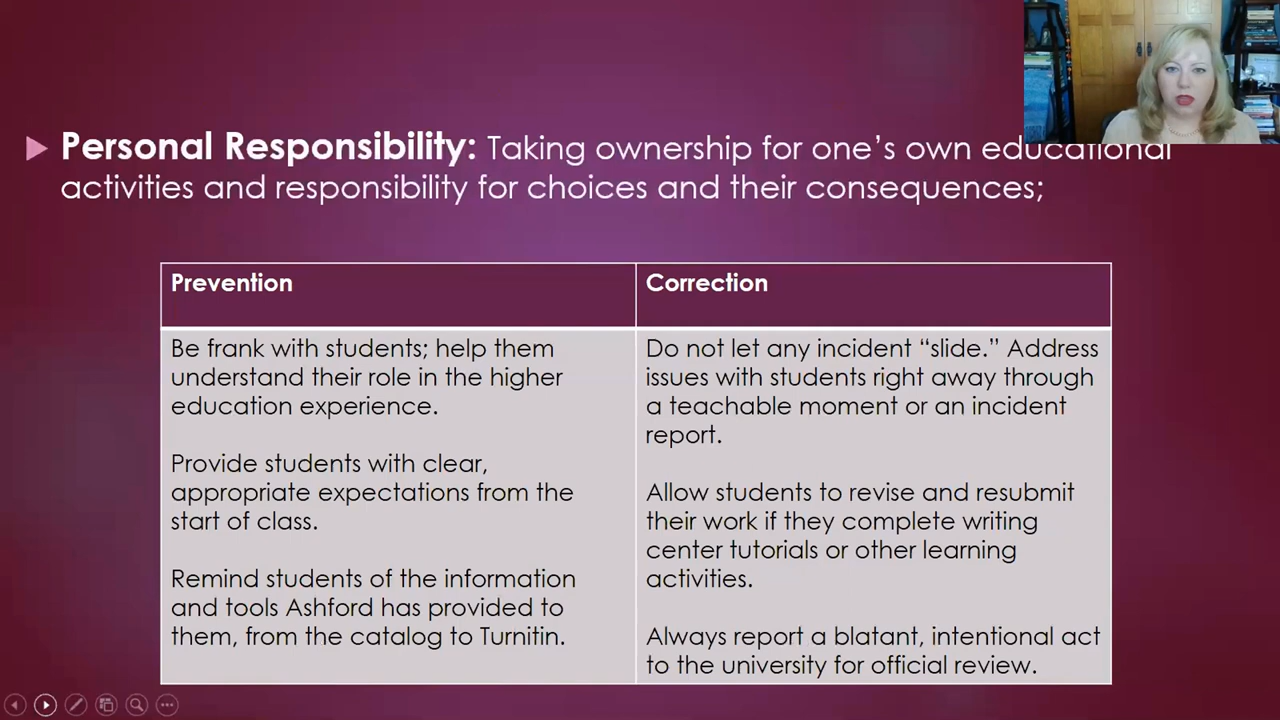 Personal Responsibility: Taking ownership for one's own educational
activities and responsibility for choices and their consequences;
Prevention
Be frank with students; help them
understand their role in the higher
education experience.
Provide students with clear,
appropriate expectations from the
start of class.
Remind students of the information
and tools Ashford has provided to
them, from the catalog to Turnitin.
Correction
Do not let any incident “slide.” Address
issues with students right away through
a teachable moment or an incident
report.
Allow students to revise and resubmit
their work if they complete writing
center tutorials or other learning
activities.
Always report a blatant, intentional act
to the university for official review.